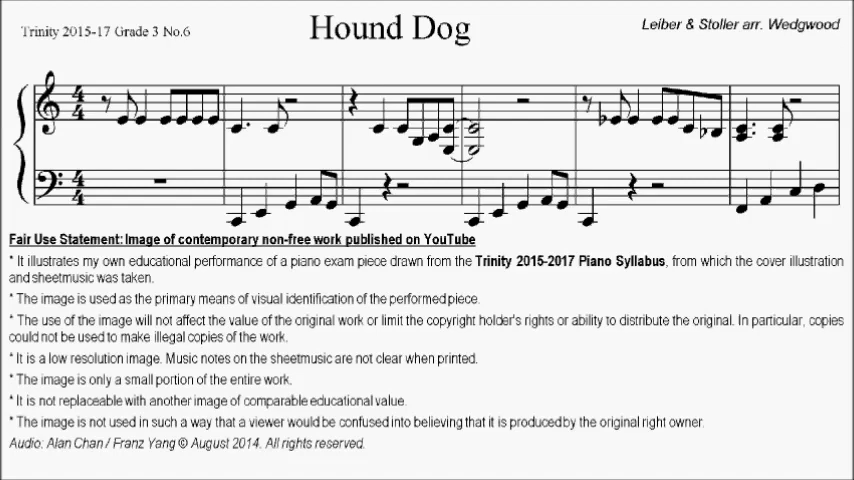 Trinity 2015-17 Grade 3 No.6
Hound Dog
Leiber & Stoller arr. Wedgwood
Fair Use Statement: Image of contemporary non-free work published on YouTube
* It illustrates my own educational performance of a piano exam piece drawn from the Trinity 2015-2017 Piano Syllabus, from which the cover illustration
and sheetmusic was taken.
* The image is used as the primary means of visual identification of the performed piece.
* The use of the image will not affect the value of the original work or limit the copyright holder's rights or ability to distribute the original. In particular, copies
could not be used to make illegal copies of the work.
* It is a low resolution image. Music notes on the sheetmusic are not clear when printed.
* The image is only a small portion of the entire work.
* It is not replaceable with another image of comparable educational value.
* The image is not used in such a way that a viewer would be confused into believing that it is produced by the original right owner.
Audio: Alan Chan / Franz Yang © August 2014. All rights reserved.